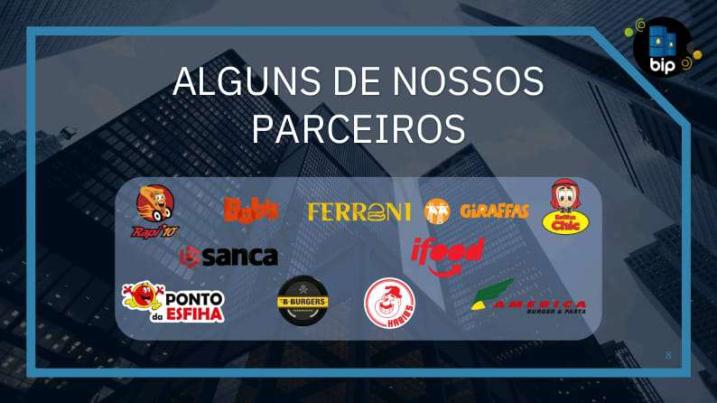 bip
ALGUNS DE NOSSOS
PARCEIROS
Rapi'10
Bob's
FERRONI
GIRAFFAS
Esfiha
Chic
sanca
ifood
PONTO
da ESFIHA
B-BURGERS
HABIB'S
AMERICA
BURGER & PASTA
8